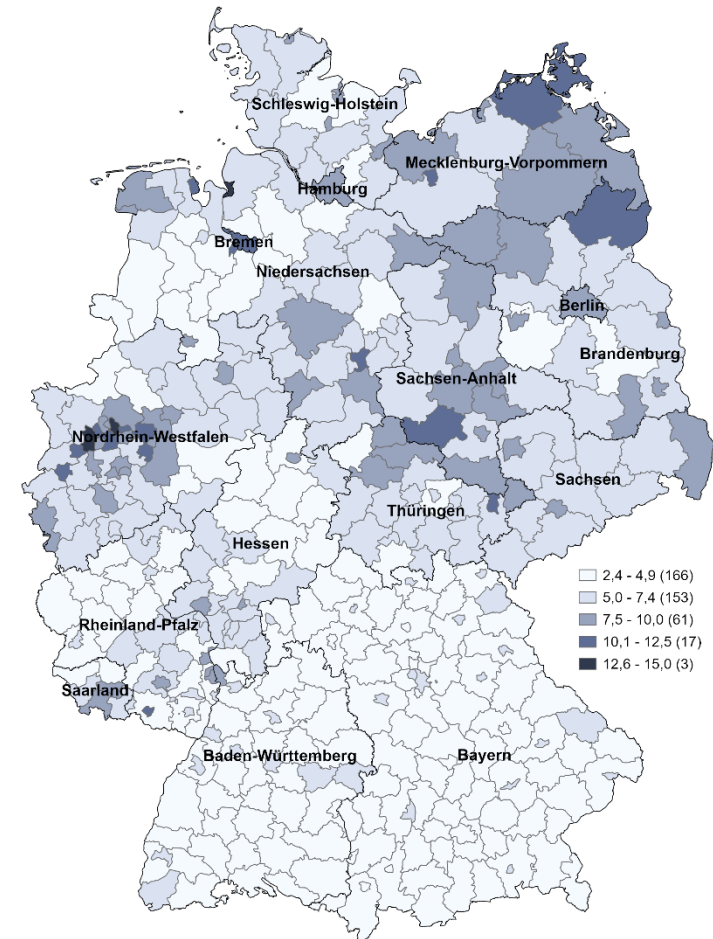 Schleswig-Holstein
Mecklenburg-Vorpommern
Hamburg
Bremen
Niedersachsen
Berlin
Brandenburg
Sachsen-Anhalt
Nordrhein-Westfalen
Sachsen
Thüringen
Hessen
2,4 - 4,9 (166)
5,0 - 7,4 (153)
7,5 - 10,0 (61)
10,1 - 12,5 (17)
12,6 - 15,0 (3)
Rheinland-Pfalz
Saarland
Baden-Württemberg
Bayern